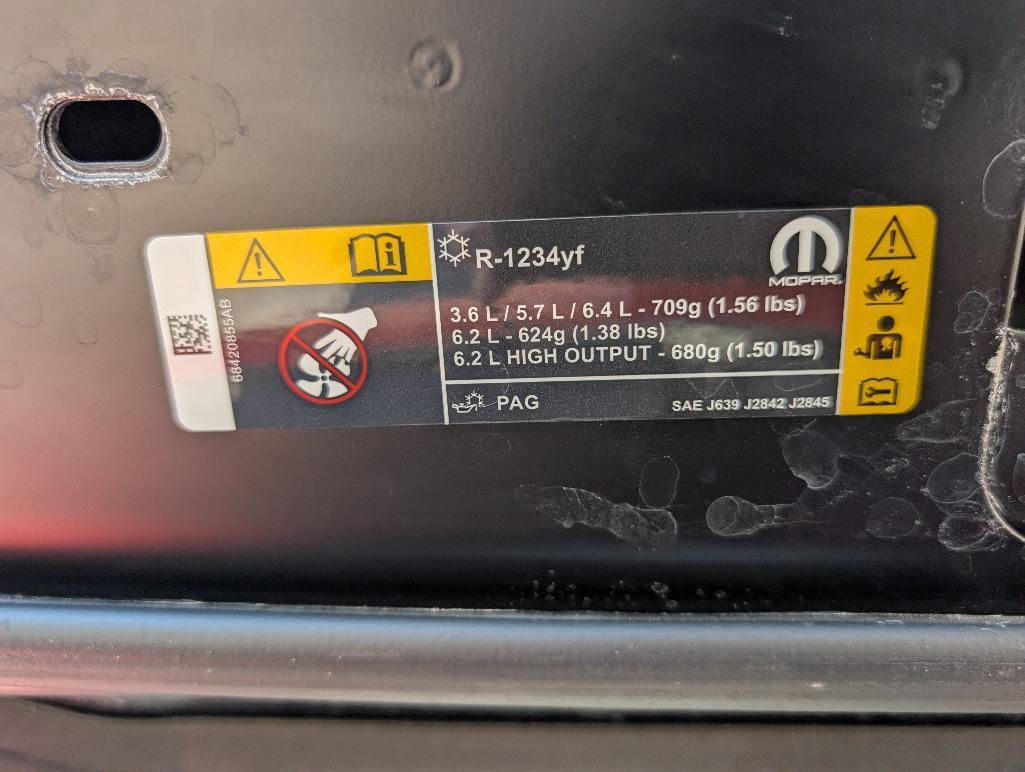 68420855AB
R-1234yf
MOPAR
3.6 L / 5.7 L / 6.4 L - 709g (1.56 lbs)
6.2 L - 624g (1.38 lbs)
6.2 L HIGH OUTPUT - 680g (1.50 lbs)
PAG
SAE J639 J2842 J2845